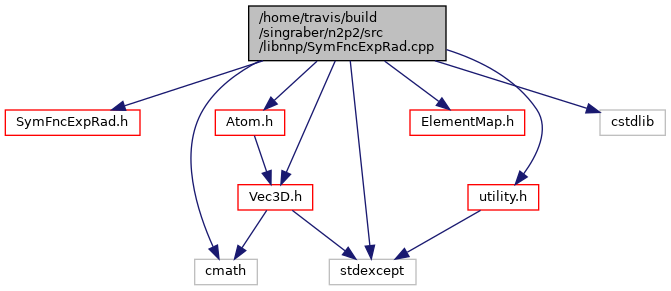 /home/travis/build
/singraber/n2p2/src
/libnnp/SymFncExpRad.cpp
SymFncExpRad.h
Atom.h
ElementMap.h
cstdlib
Vec3D.h
utility.h
cmath
stdexcept